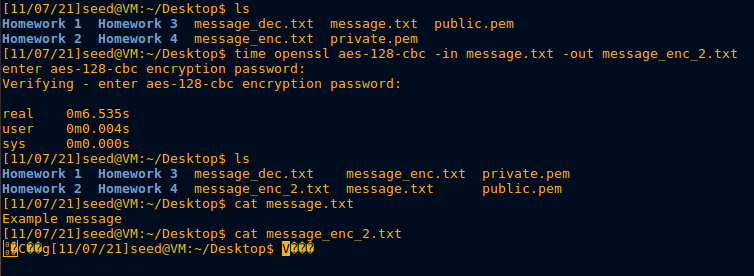 [11/07/21]seed@VM:~/Desktop$ ls
Homework 1  Homework 3  message_dec.txt  message.txt  public.pem
Homework 2  Homework 4  message_enc.txt  private.pem
[11/07/21]seed@VM:~/Desktop$ time openssl aes-128-cbc -in message.txt -out message_enc_2.txt
enter aes-128-cbc encryption password:
Verifying - enter aes-128-cbc encryption password:
real    0m6.535s
user    0m0.004s
sys     0m0.000s
[11/07/21]seed@VM:~/Desktop$ ls
Homework 1  Homework 3  message_dec.txt    message_enc.txt  private.pem
Homework 2  Homework 4  message_enc_2.txt  message.txt      public.pem
[11/07/21]seed@VM:~/Desktop$ cat message.txt
Example message
[11/07/21]seed@VM:~/Desktop$ cat message_enc_2.txt
�C��g[11/07/21]seed@VM:~/Desktop$ V���